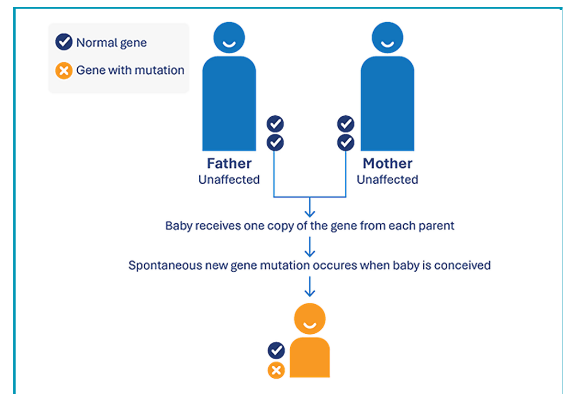 Normal gene
Gene with mutation
Father
Unaffected
Mother
Unaffected
Baby receives one copy of the gene from each parent
Spontaneous new gene mutation occures when baby is conceived